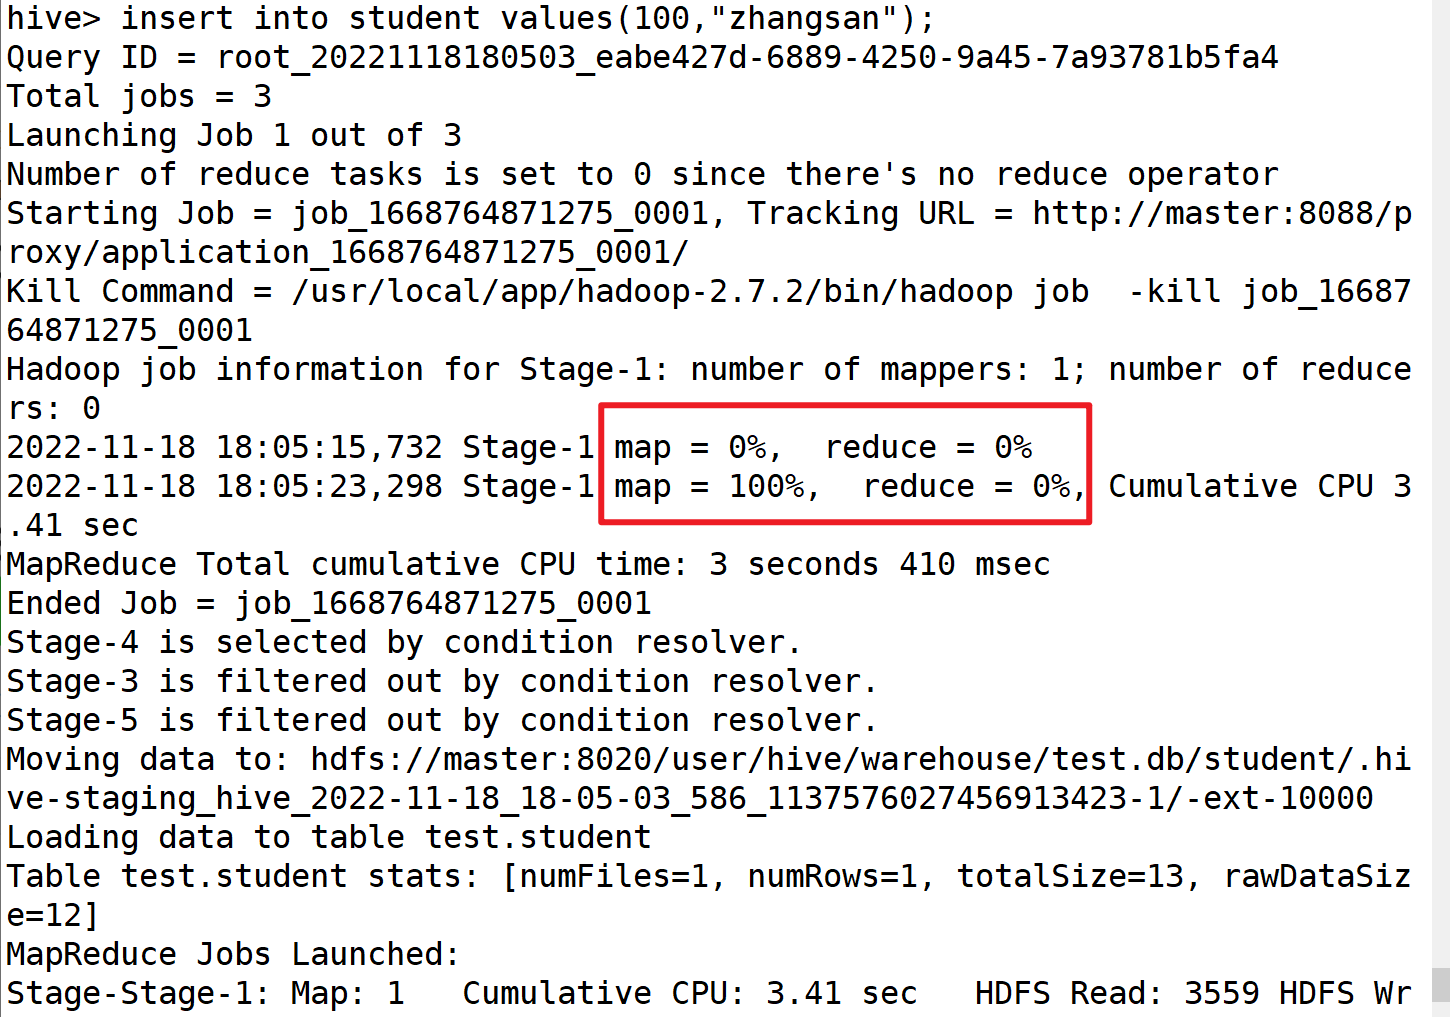 hive> insert into student values(100,"zhangsan");
Query ID = root_20221118180503_eabe427d-6889-4250-9a45-7a93781b5fa4
Total jobs = 3
Launching Job 1 out of 3
Number of reduce tasks is set to 0 since there's no reduce operator
Starting Job = job_1668764871275_0001, Tracking URL = http://master:8088/p
roxy/application_1668764871275_0001/
Kill Command = /usr/local/app/hadoop-2.7.2/bin/hadoop job  -kill job_16687
64871275_0001
Hadoop job information for Stage-1: number of mappers: 1; number of reduce
rs: 0
2022-11-18 18:05:15,732 Stage-1 map = 0%,  reduce = 0%
2022-11-18 18:05:23,298 Stage-1 map = 100%,  reduce = 0%, Cumulative CPU 3
.41 sec
MapReduce Total cumulative CPU time: 3 seconds 410 msec
Ended Job = job_1668764871275_0001
Stage-4 is selected by condition resolver.
Stage-3 is filtered out by condition resolver.
Stage-5 is filtered out by condition resolver.
Moving data to: hdfs://master:8020/user/hive/warehouse/test.db/student/.hi
ve-staging_hive_2022-11-18_18-05-03_586_1137576027456913423-1/-ext-10000
Loading data to table test.student
Table test.student stats: [numFiles=1, numRows=1, totalSize=13, rawDataSiz
e=12]
MapReduce Jobs Launched:
Stage-Stage-1: Map: 1   Cumulative CPU: 3.41 sec   HDFS Read: 3559 HDFS Wr